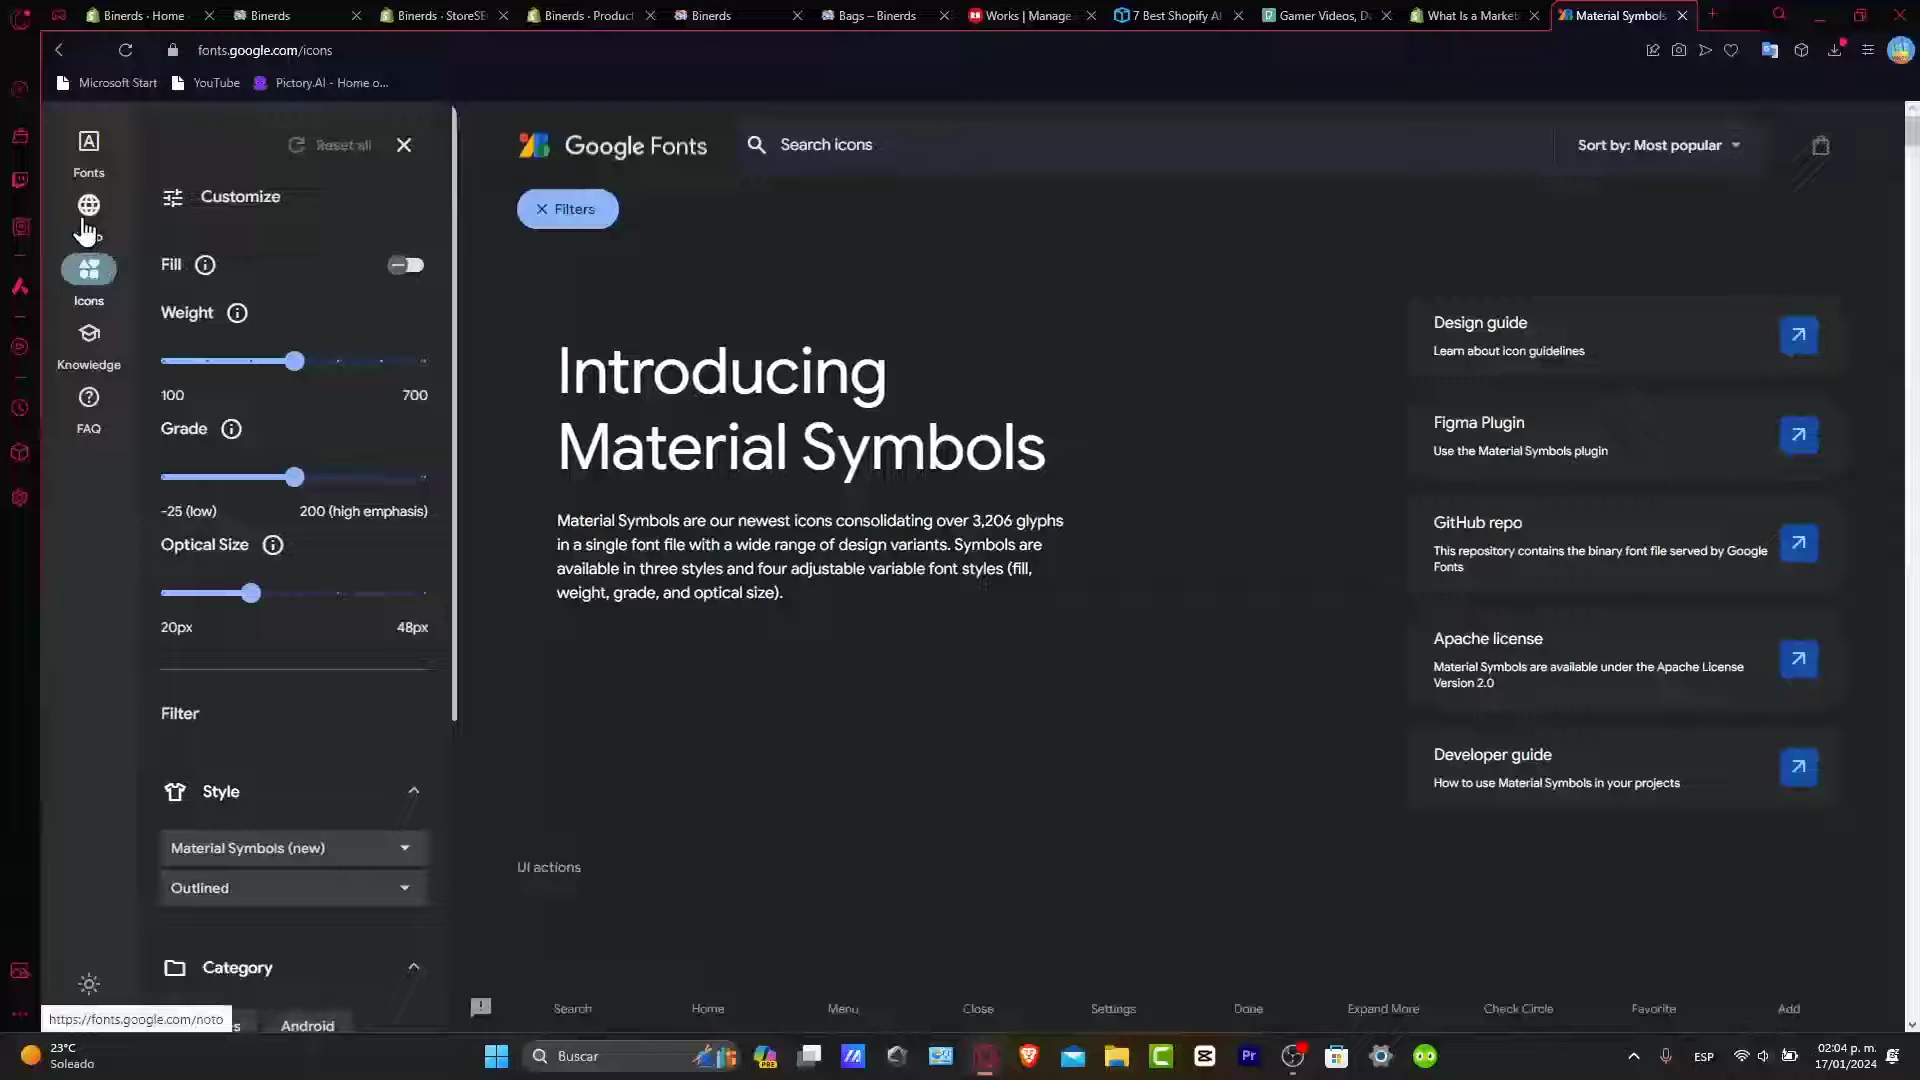 Binerds - Home
Binerds
Binerds - StoreSE
Binerds - Product
Binerds
Bags – Binerds
Works | Manage
7 Best Shopify AI
Gamer Videos, D
What Is a Market
Material Symbols
fonts.google.com/icons
Microsoft Start
YouTube
Pictory.AI - Home o...
Fonts
Icons
Knowledge
FAQ
Reset all
Customize
Fill
Weight
100
700
Grade
-25 (low)
200 (high emphasis)
Optical Size
20px
48px
Filter
Style
Material Symbols (new)
Outlined
Category
Android
https://fonts.google.com/noto
Google Fonts
Search icons
Sort by: Most popular
Filters
Introducing
Material Symbols
Material Symbols are our newest icons consolidating over 3,206 glyphs
in a single font file with a wide range of design variants. Symbols are
available in three styles and four adjustable variable font styles (fill,
weight, grade, and optical size).
Design guide
Learn about icon guidelines
Figma Plugin
Use the Material Symbols plugin
GitHub repo
This repository contains the binary font file served by Google
Fonts
Apache license
Material Symbols are available under the Apache License
Version 2.0
Developer guide
How to use Material Symbols in your projects
UI actions
Search
Home
Menu
Close
Settings
Done
Expand More
Check Circle
Favorite
Add
23°C
Soleado
Buscar
PRE
Pr
ESP
02:04 p. m.
17/01/2024